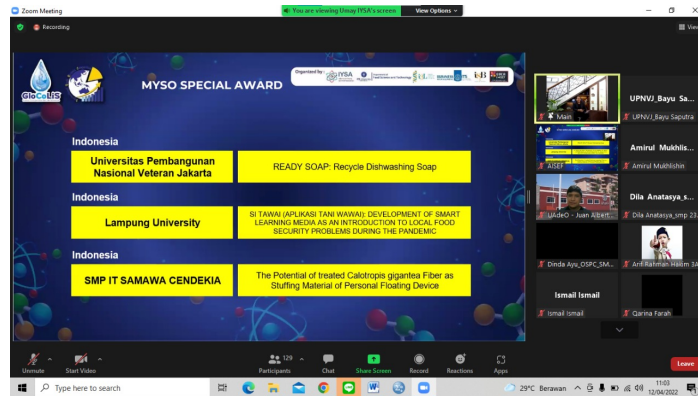 Zoom Meeting
You are viewing Umay IYSA's screen
View Options
Recording
View
GloCoLiS
MYSO SPECIAL AWARD
Organized by:
IYSA
Indonesia
Universitas Pembangunan
Nasional Veteran Jakarta
READY SOAP: Recycle Dishwashing Soap
Indonesia
Lampung University
SI TAWAI (APLIKASI TANI WAWAI): DEVELOPMENT OF SMART
LEARNING MEDIA AS AN INTRODUCTION TO LOCAL FOOD
SECURITY PROBLEMS DURING THE PANDEMIC
Indonesia
SMP IT SAMAWA CENDEKIA
The Potential of treated Calotropis gigantea Fiber as
Stuffing Material of Personal Floating Device
Main
UPNVJ_Bayu Sa...
UPNVJ_Bayu Saputra
AISEF
Amirul Mukhlis...
Amirul Mukhlishin
UAdeO - Juan Albert...
Dila Anatasya_s...
Dila Anatasya_smp 23...
Dinda Ayu_OSPC_SM...
Arif Rahman Hakim 3A
Ismail Ismail
Ismail Ismail
Qarina Farah
Unmute
Start Video
129
Participants
Chat
Share Screen
Record
Reactions
Apps
Leave
Type here to search
29°C Berawan
11:03
12/04/2022